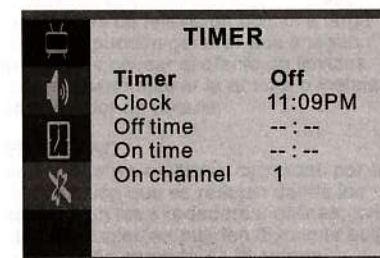 TIMER
Timer Off
Clock 11:09PM
Off time -- : --
On time -- : --
On channel 1